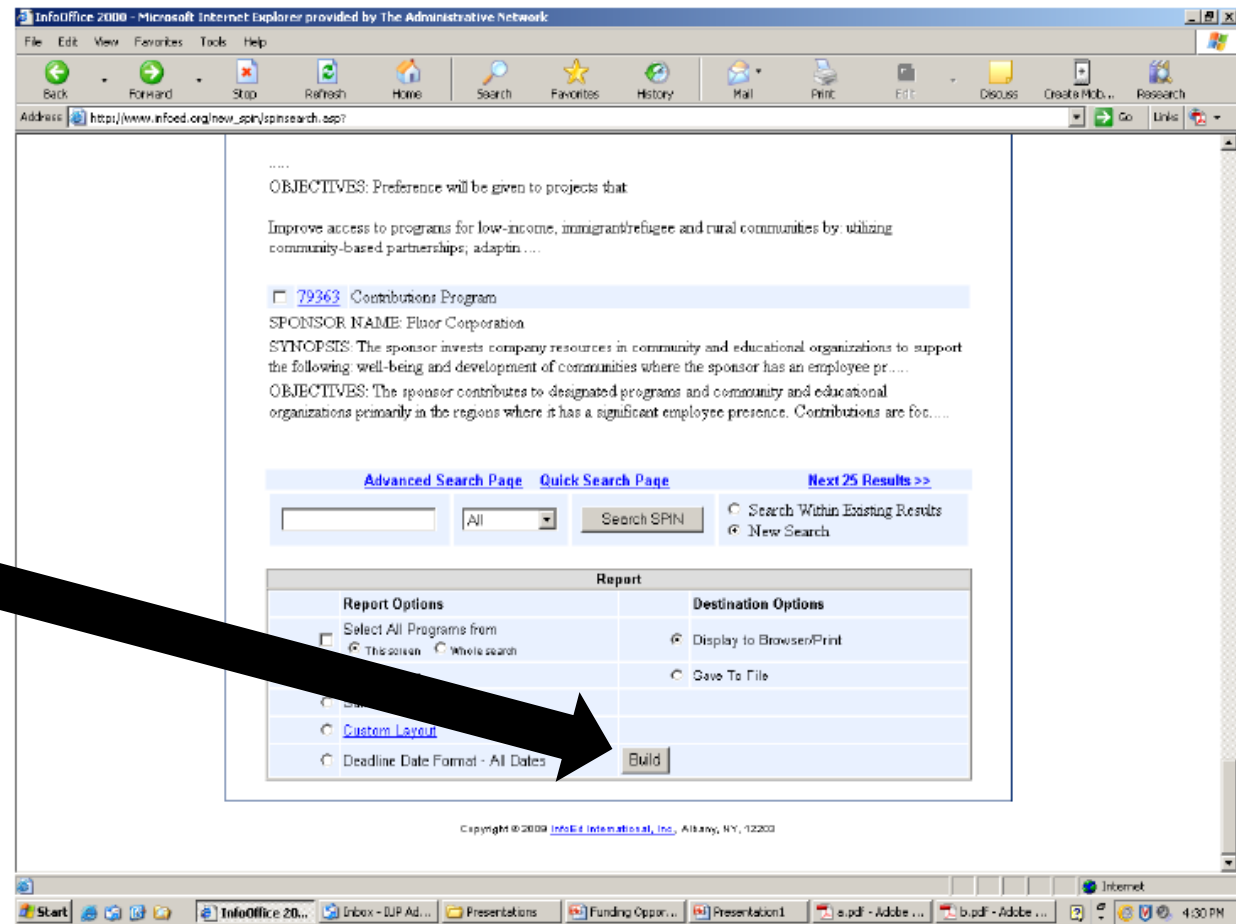 InfoOffice 2000 - Microsoft Internet Explorer provided by The Administrative Network
File Edit View Favorites Tools Help
Back Forward Stop Refresh Home Search Favorites History Mail Print Edit Discuss Create Mob... Research
Address http://www.infoed.org/new_spin/spinsearch.asp? Go Links
.....
OBJECTIVES: Preference will be given to projects that
Improve access to programs for low-income, immigrant/refugee and rural communities by: utilizing
community-based partnerships; adaptin.....
79363 Contributions Program
SPONSOR NAME: Fluor Corporation
SYNOPSIS: The sponsor invests company resources in community and educational organizations to support
the following: well-being and development of communities where the sponsor has an employee pr.....
OBJECTIVES: The sponsor contributes to designated programs and community and educational
organizations primarily in the regions where it has a significant employee presence. Contributions are foc.....
Advanced Search Page Quick Search Page Next 25 Results >>
All Search SPIN Search Within Existing Results
New Search
Report
Report Options Destination Options
Select All Programs from
This screen Whole search Display to Browser/Print
Save To File
Custom Layout
Deadline Date Format - All Dates Build
Copyright © 2009 InfoEd International, Inc., Albany, NY, 12203
Internet
Start InfoOffice 20... Inbox - IUP Ad... Presentations Funding Oppor... Presentation1 a.pdf - Adobe ... b.pdf - Adobe ... 4:30 PM